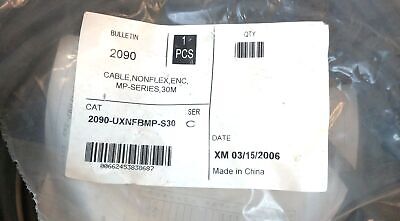 BULLETIN
2090
1
PCS
QTY
CABLE,NONFLEX,ENC,
MP-SERIES,30M
CAT
SER
2090-UXNFBMP-S30
C
DATE
XM 03/15/2006
Made in China